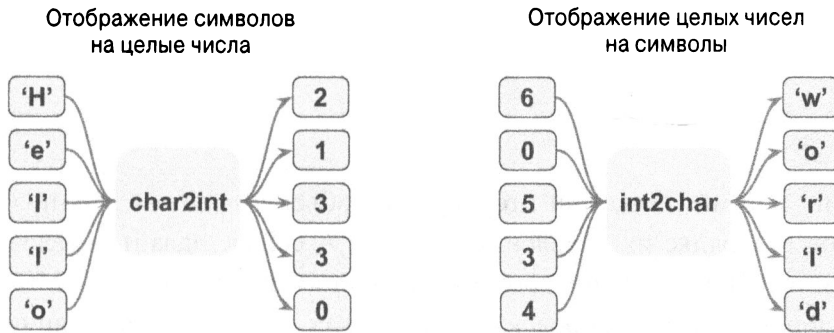 Отображение символов
на целые числа
‘H’
‘e’
‘l’
‘l’
‘o’
char2int
2
1
3
3
0
Отображение целых чисел
на символы
6
0
5
3
4
int2char
‘w’
‘o’
‘r’
‘l’
‘d’